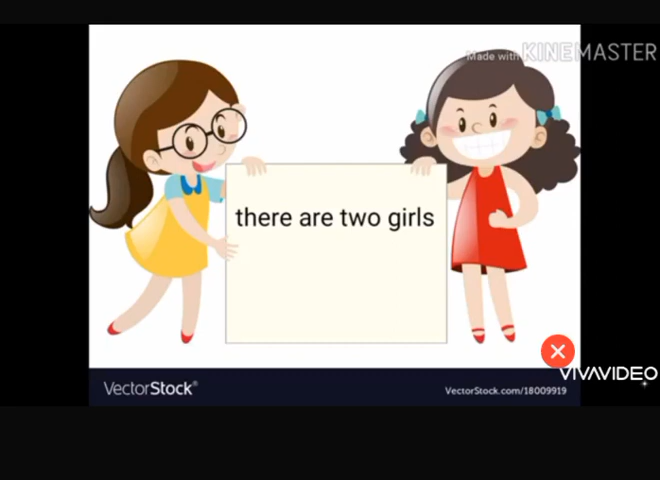 Made with KINEMASTER
there are two girls
VIVAVIDEO
VectorStock®
VectorStock.com/18009919